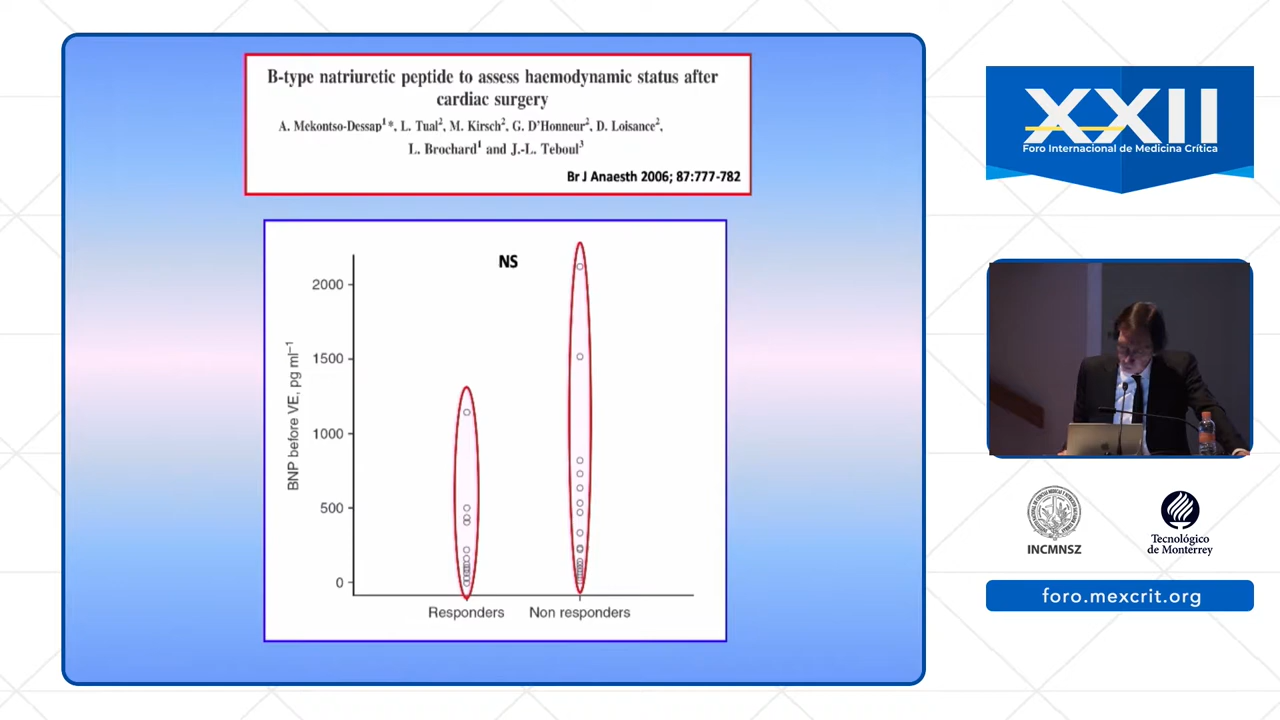 B-type natriuretic peptide to assess haemodynamic status after
cardiac surgery
A. Mekontso-Dessap¹*, L. Tual², M. Kirsch², G. D'Honneur², D. Loisance²,
L. Brochard¹ and J.-L. Teboul³
Br J Anaesth 2006; 87:777-782
NS
BNP before VE, pg ml⁻¹
2000
1500
1000
500
0
Responders Non responders
XXII
Foro Internacional de Medicina Crítica
INCMNSZ
Tecnológico
de Monterrey
foro.mexcrit.org